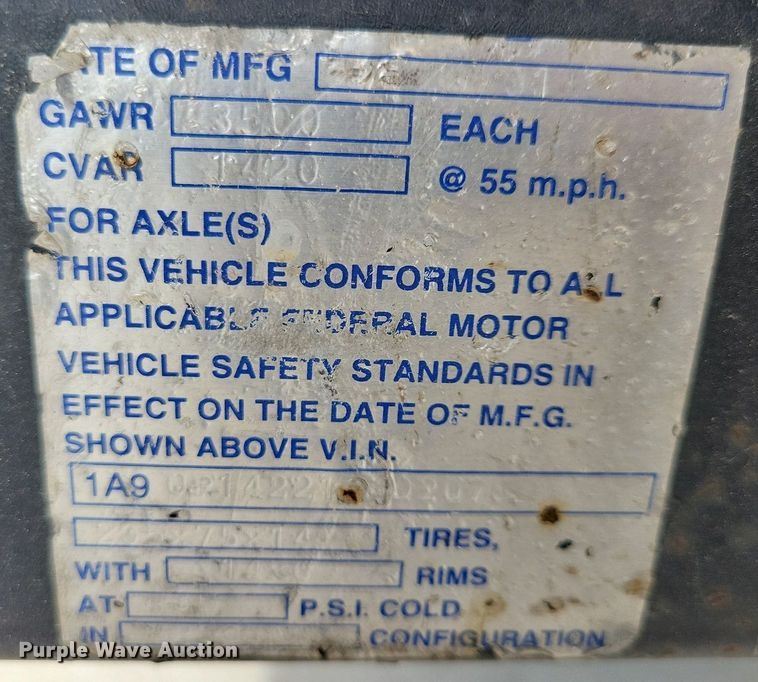 TE OF MFG
GAWR 3500 EACH
CVAR 1420 @ 55 m.p.h.
FOR AXLE(S)
THIS VEHICLE CONFORMS TO ALL
APPLICABLE FEDERAL MOTOR
VEHICLE SAFETY STANDARDS IN
EFFECT ON THE DATE OF M.F.G.
SHOWN ABOVE V.I.N.
1A9
TIRES,
WITH RIMS
AT P.S.I. COLD
IN CONFIGURATION
Purple Wave Auction